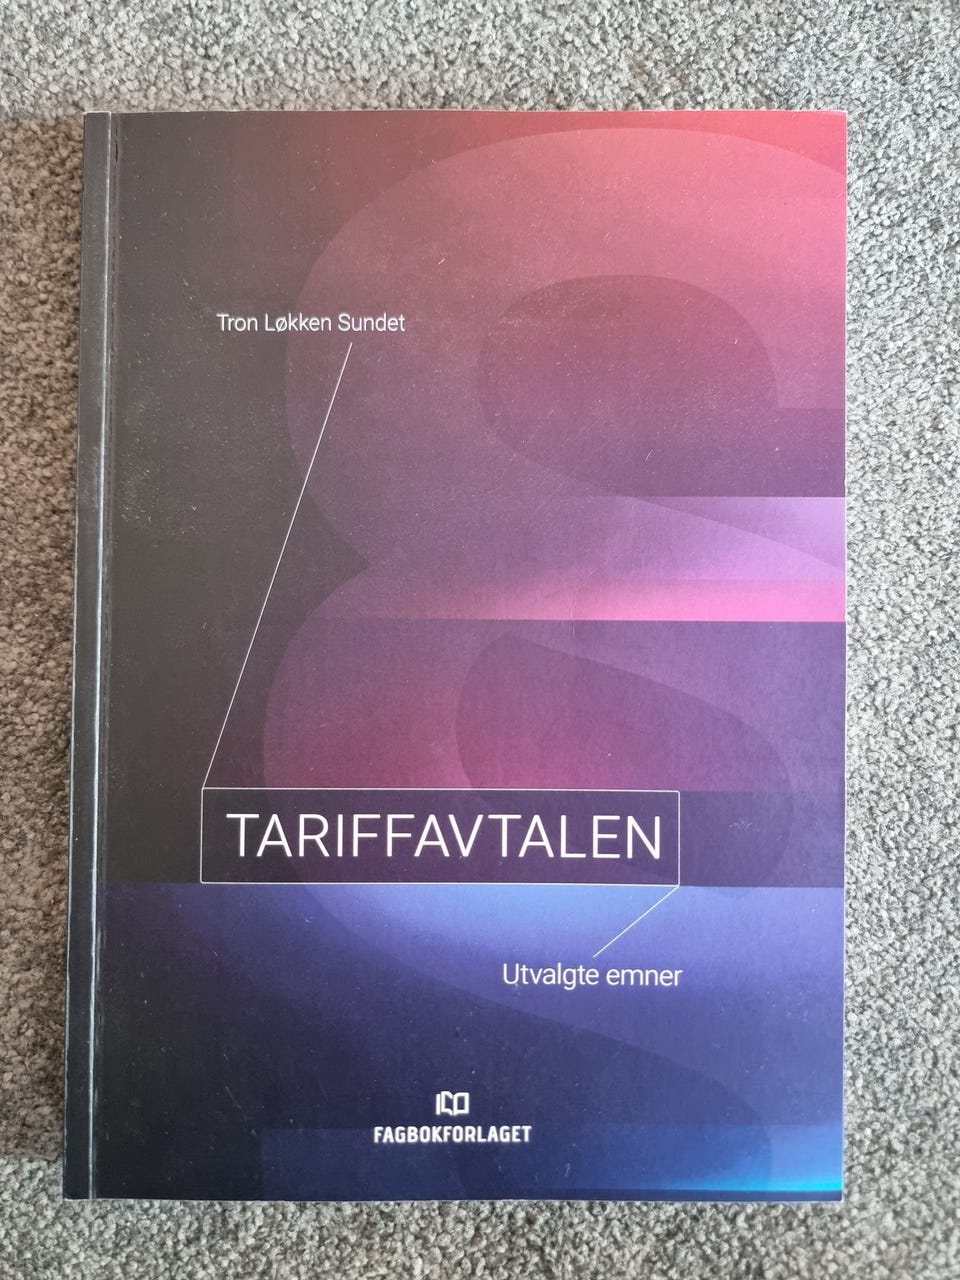 Tron Løkken Sundet
TARIFFAVTALEN
Utvalgte emner
FAGBOKFORLAGET